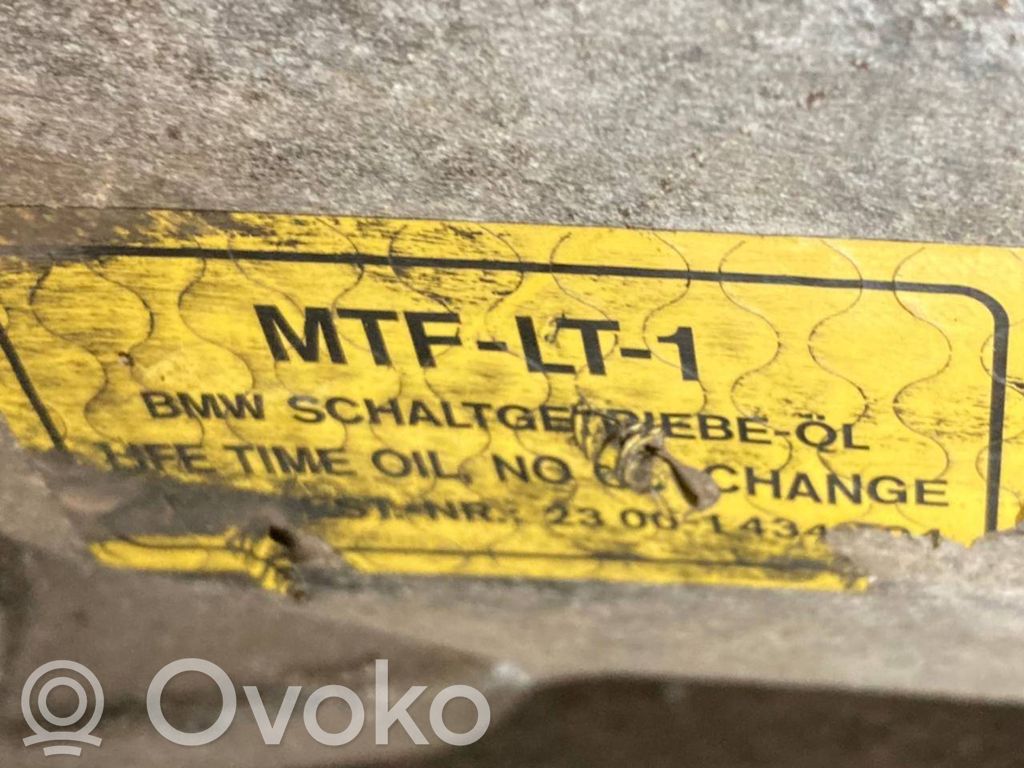 MTF-LT-1
BMW SCHALTGETRIEBE-ÖL
LIFE TIME OIL, NO CHANGE
23.00
Ovoko